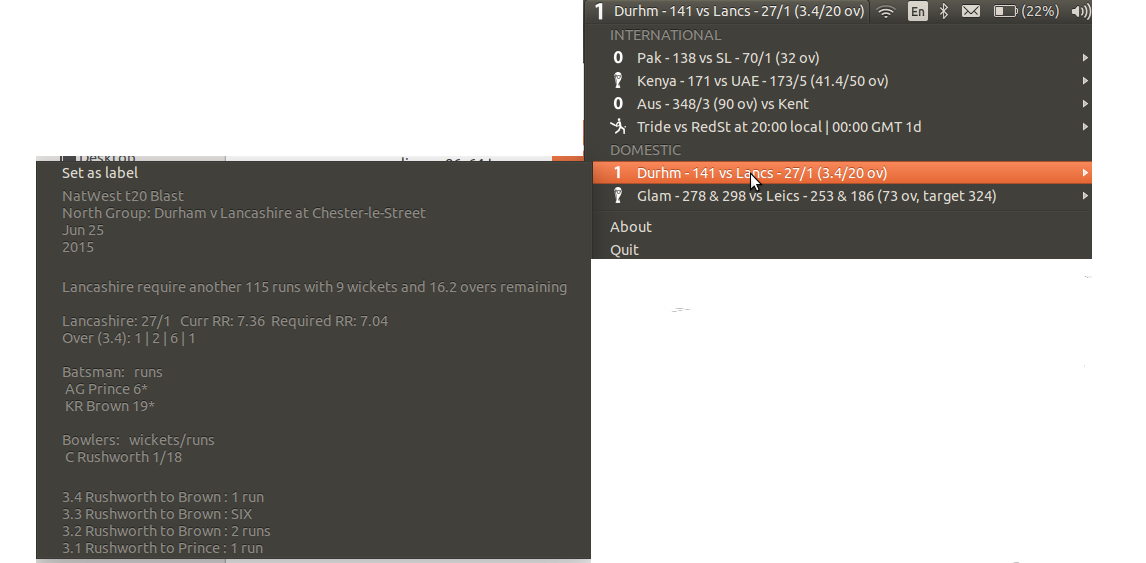 1 Durhm - 141 vs Lancs - 27/1 (3.4/20 ov) En (22%)
INTERNATIONAL
0 Pak - 138 vs SL - 70/1 (32 ov)
Kenya - 171 vs UAE - 173/5 (41.4/50 ov)
0 Aus - 348/3 (90 ov) vs Kent
Tride vs RedSt at 20:00 local | 00:00 GMT 1d
DOMESTIC
1 Durhm - 141 vs Lancs - 27/1 (3.4/20 ov)
Glam - 278 & 298 vs Leics - 253 & 186 (73 ov, target 324)
About
Quit
Desktop
Set as label
NatWest t20 Blast
North Group: Durham v Lancashire at Chester-le-Street
Jun 25
2015
Lancashire require another 115 runs with 9 wickets and 16.2 overs remaining
Lancashire: 27/1 Curr RR: 7.36 Required RR: 7.04
Over (3.4): 1 | 2 | 6 | 1
Batsman: runs
AG Prince 6*
KR Brown 19*
Bowlers: wickets/runs
C Rushworth 1/18
3.4 Rushworth to Brown : 1 run
3.3 Rushworth to Brown : SIX
3.2 Rushworth to Brown : 2 runs
3.1 Rushworth to Prince : 1 run